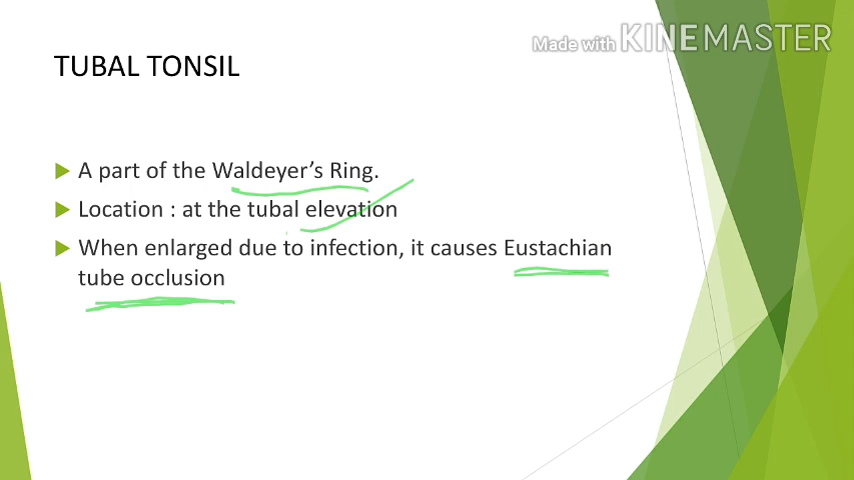 Made with KINEMASTER
TUBAL TONSIL
A part of the Waldeyer’s Ring.
Location : at the tubal elevation
When enlarged due to infection, it causes Eustachian
tube occlusion